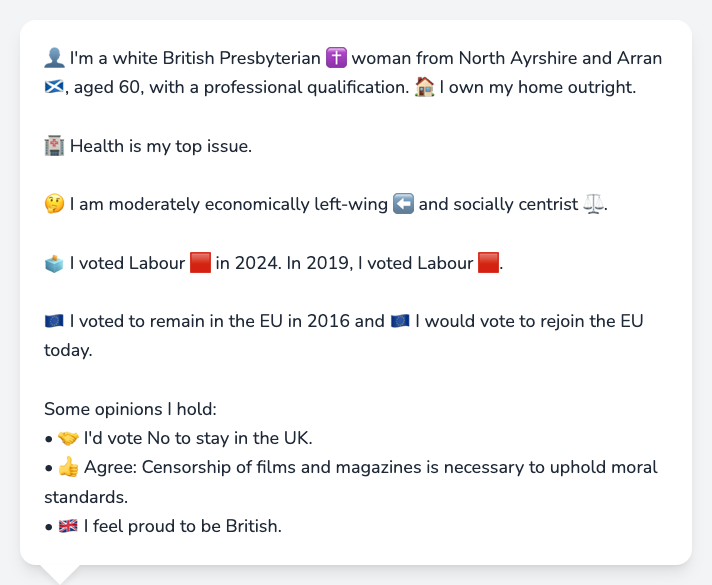 👤 I'm a white British Presbyterian ✝️ woman from North Ayrshire and Arran
🏴󠁧󠁢󠁳󠁣󠁴󠁿, aged 60, with a professional qualification. 🏠 I own my home outright.
🏥 Health is my top issue.
🤔 I am moderately economically left-wing ⬅️ and socially centrist ⚖️.
🗳️ I voted Labour 🟥 in 2024. In 2019, I voted Labour 🟥.
🇪🇺 I voted to remain in the EU in 2016 and 🇪🇺 I would vote to rejoin the EU
today.
Some opinions I hold:
• 🤝 I'd vote No to stay in the UK.
• 👍 Agree: Censorship of films and magazines is necessary to uphold moral
standards.
• 🇬🇧 I feel proud to be British.